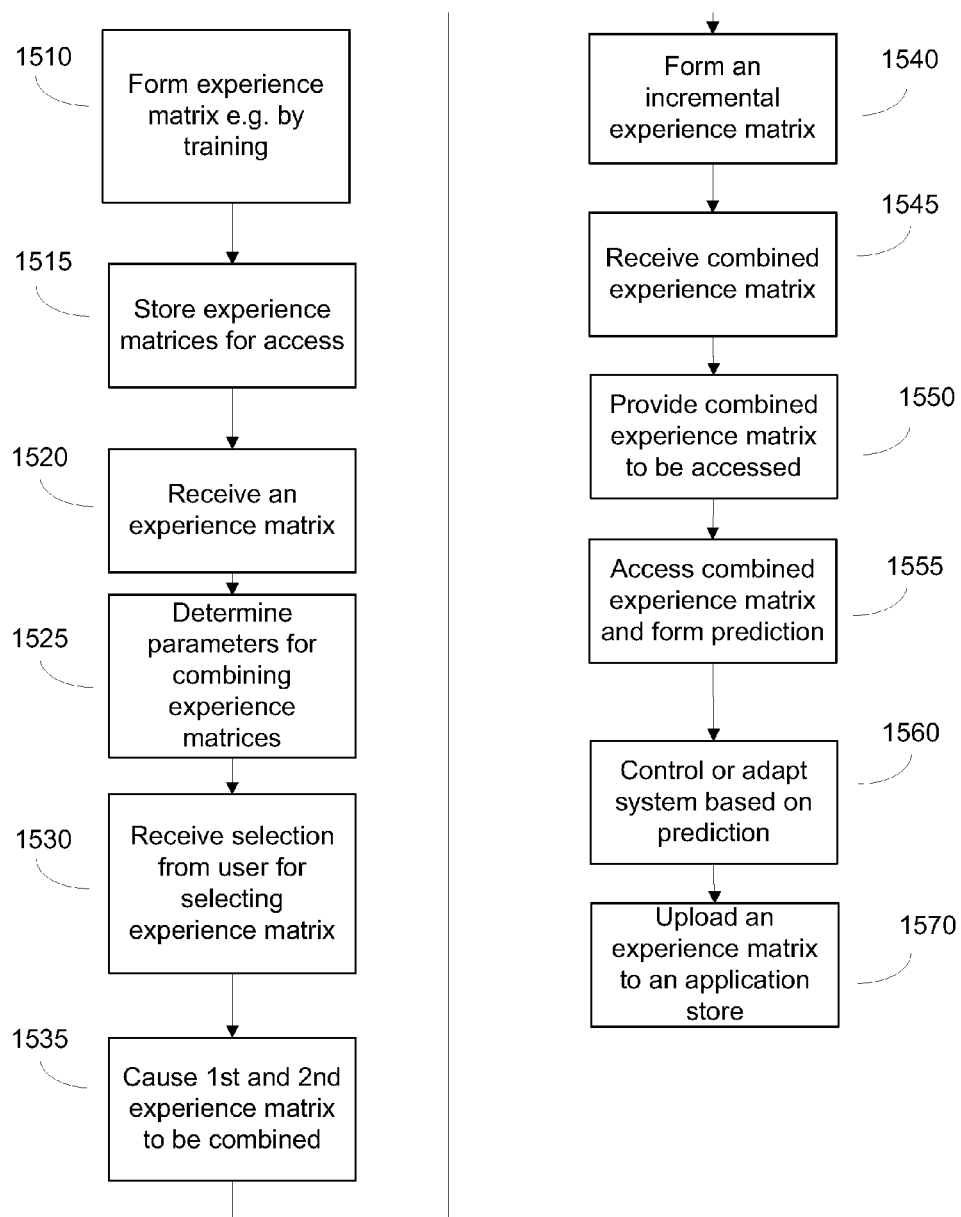 1510
Form experience
matrix e.g. by
training
1515
Store experience
matrices for access
1520
Receive an
experience matrix
1525
Determine
parameters for
combining
experience
matrices
1530
Receive selection
from user for
selecting
experience matrix
1535
Cause 1st and 2nd
experience matrix
to be combined
1540
Form an
incremental
experience matrix
1545
Receive combined
experience matrix
1550
Provide combined
experience matrix
to be accessed
1555
Access combined
experience matrix
and form prediction
1560
Control or adapt
system based on
prediction
1570
Upload an
experience matrix
to an application
store